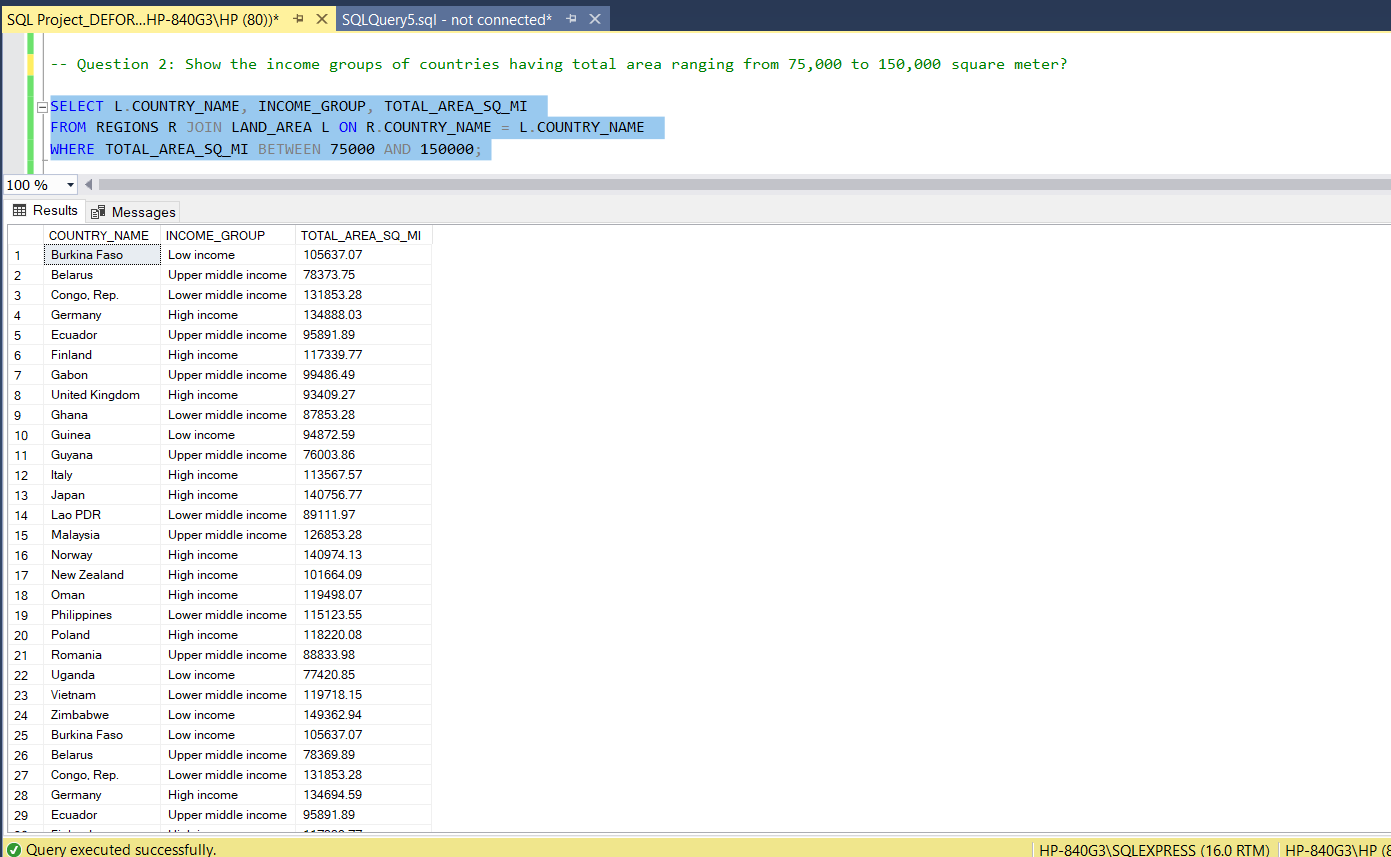 SQL Project_DEFOR...HP-840G3\HP (80))* SQLQuery5.sql - not connected*
-- Question 2: Show the income groups of countries having total area ranging from 75,000 to 150,000 square meter?
SELECT L.COUNTRY_NAME, INCOME_GROUP, TOTAL_AREA_SQ_MI
FROM REGIONS R JOIN LAND_AREA L ON R.COUNTRY_NAME = L.COUNTRY_NAME
WHERE TOTAL_AREA_SQ_MI BETWEEN 75000 AND 150000;
100 %
Results Messages
COUNTRY_NAME INCOME_GROUP TOTAL_AREA_SQ_MI
1 Burkina Faso Low income 105637.07
2 Belarus Upper middle income 78373.75
3 Congo, Rep. Lower middle income 131853.28
4 Germany High income 134888.03
5 Ecuador Upper middle income 95891.89
6 Finland High income 117339.77
7 Gabon Upper middle income 99486.49
8 United Kingdom High income 93409.27
9 Ghana Lower middle income 87853.28
10 Guinea Low income 94872.59
11 Guyana Upper middle income 76003.86
12 Italy High income 113567.57
13 Japan High income 140756.77
14 Lao PDR Lower middle income 89111.97
15 Malaysia Upper middle income 126853.28
16 Norway High income 140974.13
17 New Zealand High income 101664.09
18 Oman High income 119498.07
19 Philippines Lower middle income 115123.55
20 Poland High income 118220.08
21 Romania Upper middle income 88833.98
22 Uganda Low income 77420.85
23 Vietnam Lower middle income 119718.15
24 Zimbabwe Low income 149362.94
25 Burkina Faso Low income 105637.07
26 Belarus Upper middle income 78369.89
27 Congo, Rep. Lower middle income 131853.28
28 Germany High income 134694.59
29 Ecuador Upper middle income 95891.89
Query executed successfully. HP-840G3\SQLEXPRESS (16.0 RTM) HP-840G3\HP (8